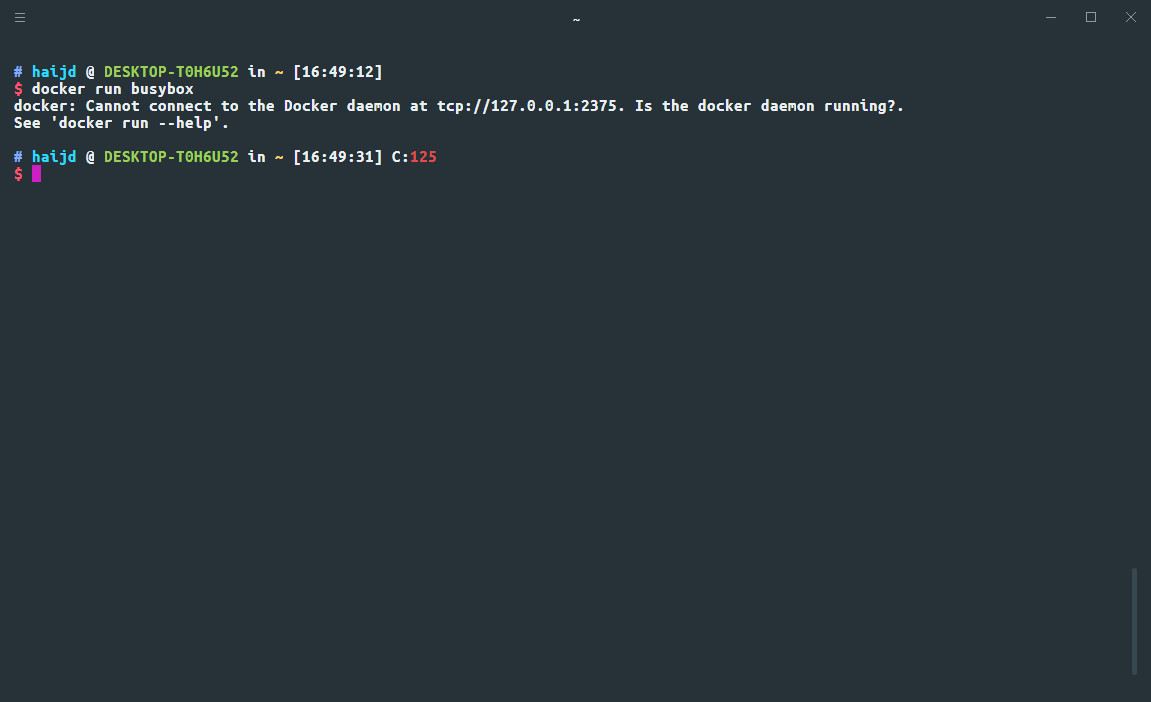 ~
# haijd @ DESKTOP-T0H6U52 in ~ [16:49:12]
$ docker run busybox
docker: Cannot connect to the Docker daemon at tcp://127.0.0.1:2375. Is the docker daemon running?.
See 'docker run --help'.
# haijd @ DESKTOP-T0H6U52 in ~ [16:49:31] C:125
$